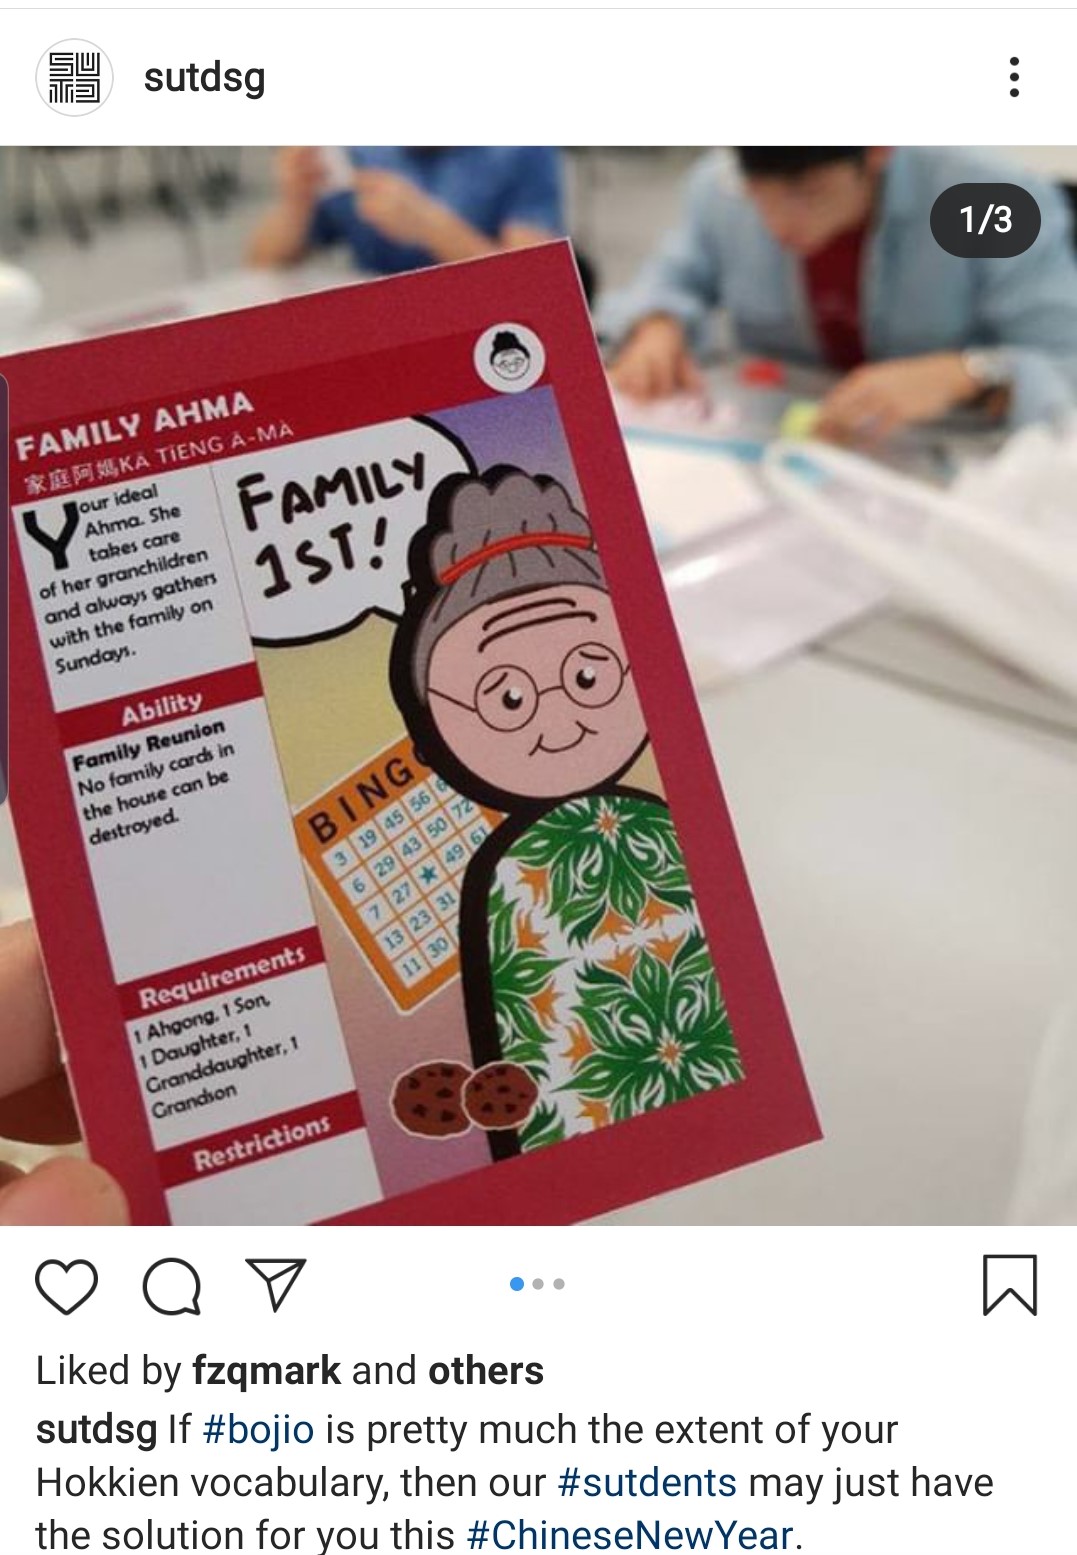 sutdsg
1/3
FAMILY AHMA
家庭阿媽KA TIENG Ā-MÀ
Your ideal
Ahma. She
takes care
of her granchildren
and always gathers
with the family on
Sundays.
FAMILY
1ST!
Ability
Family Reunion
No family cards in
the house can be
destroyed.
BINGO
3 19 45 56 6
6 29 43 50 72
7 27 ★ 49 61
13 23 31
11 30
Requirements
1 Ahgong, 1 Son,
1 Daughter, 1
Granddaughter, 1
Grandson
Restrictions
Liked by fzqmark and others
sutdsg If #bojio is pretty much the extent of your
Hokkien vocabulary, then our #sutdents may just have
the solution for you this #ChineseNewYear.